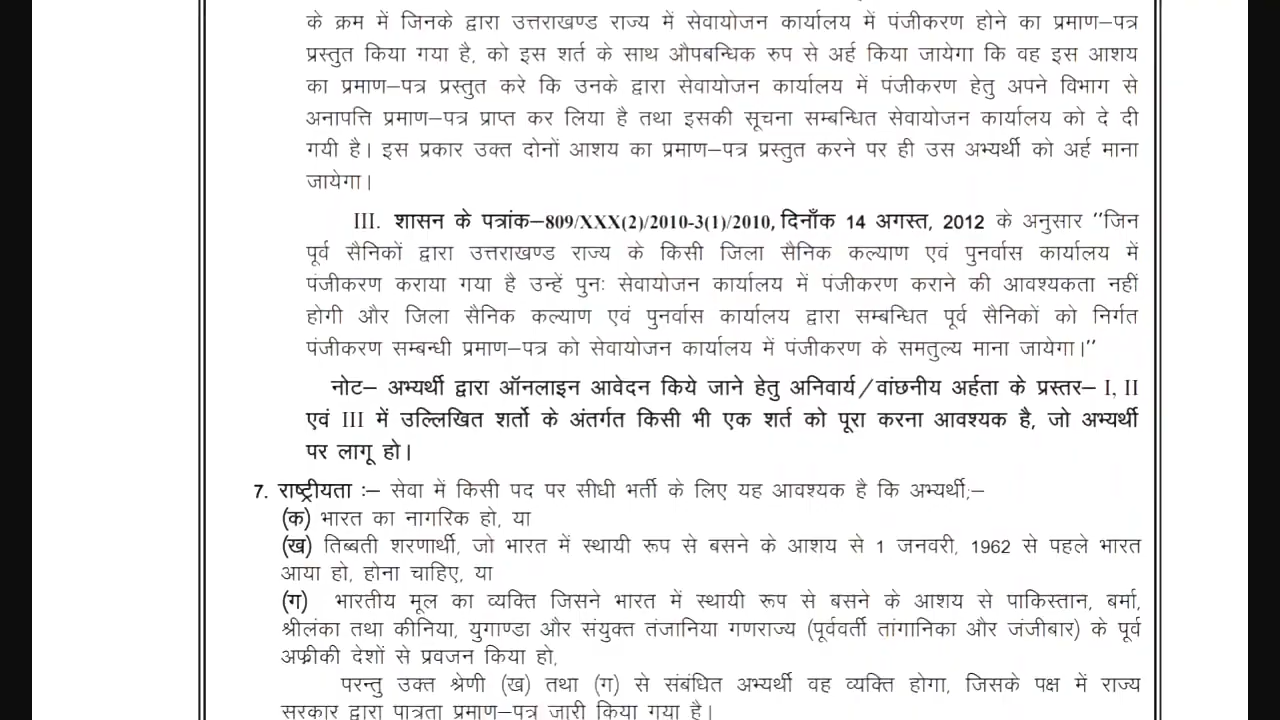 के क्रम में जिनके द्वारा उत्तराखण्ड राज्य में सेवायोजन कार्यालय में पंजीकरण होने का प्रमाण–पत्र
प्रस्तुत किया गया है, को इस शर्त के साथ औपबन्धिक रुप से अर्ह किया जायेगा कि वह इस आशय
का प्रमाण–पत्र प्रस्तुत करे कि उनके द्वारा सेवायोजन कार्यालय में पंजीकरण हेतु अपने विभाग से
अनापत्ति प्रमाण–पत्र प्राप्त कर लिया है तथा इसकी सूचना सम्बन्धित सेवायोजन कार्यालय को दे दी
गयी है। इस प्रकार उक्त दोनों आशय का प्रमाण–पत्र प्रस्तुत करने पर ही उस अभ्यर्थी को अर्ह माना
जायेगा।
III. शासन के पत्रांक–809/XXX(2)/2010-3(1)/2010, दिनाँक 14 अगस्त, 2012 के अनुसार ''जिन
पूर्व सैनिकों द्वारा उत्तराखण्ड राज्य के किसी जिला सैनिक कल्याण एवं पुनर्वास कार्यालय में
पंजीकरण कराया गया है उन्हें पुनः सेवायोजन कार्यालय में पंजीकरण कराने की आवश्यकता नहीं
होगी और जिला सैनिक कल्याण एवं पुनर्वास कार्यालय द्वारा सम्बन्धित पूर्व सैनिकों को निर्गत
पंजीकरण सम्बन्धी प्रमाण–पत्र को सेवायोजन कार्यालय में पंजीकरण के समतुल्य माना जायेगा।''
नोट– अभ्यर्थी द्वारा ऑनलाइन आवेदन किये जाने हेतु अनिवार्य/वांछनीय अर्हता के प्रस्तर– I, II
एवं III में उल्लिखित शर्तो के अंतर्गत किसी भी एक शर्त को पूरा करना आवश्यक है, जो अभ्यर्थी
पर लागू हो।
7. राष्ट्रीयता :– सेवा में किसी पद पर सीधी भर्ती के लिए यह आवश्यक है कि अभ्यर्थी;–
(क) भारत का नागरिक हो, या
(ख) तिब्बती शरणार्थी, जो भारत में स्थायी रूप से बसने के आशय से 1 जनवरी, 1962 से पहले भारत
आया हो, होना चाहिए, या
(ग) भारतीय मूल का व्यक्ति जिसने भारत में स्थायी रूप से बसने के आशय से पाकिस्तान, बर्मा,
श्रीलंका तथा कीनिया, युगाण्डा और संयुक्त तंजानिया गणराज्य (पूर्ववर्ती तांगानिका और जंजीबार) के पूर्व
अफ्रीकी देशों से प्रवजन किया हो,
परन्तु उक्त श्रेणी (ख) तथा (ग) से संबंधित अभ्यर्थी वह व्यक्ति होगा, जिसके पक्ष में राज्य
सरकार द्वारा पात्रता प्रमाण–पत्र जारी किया गया है।